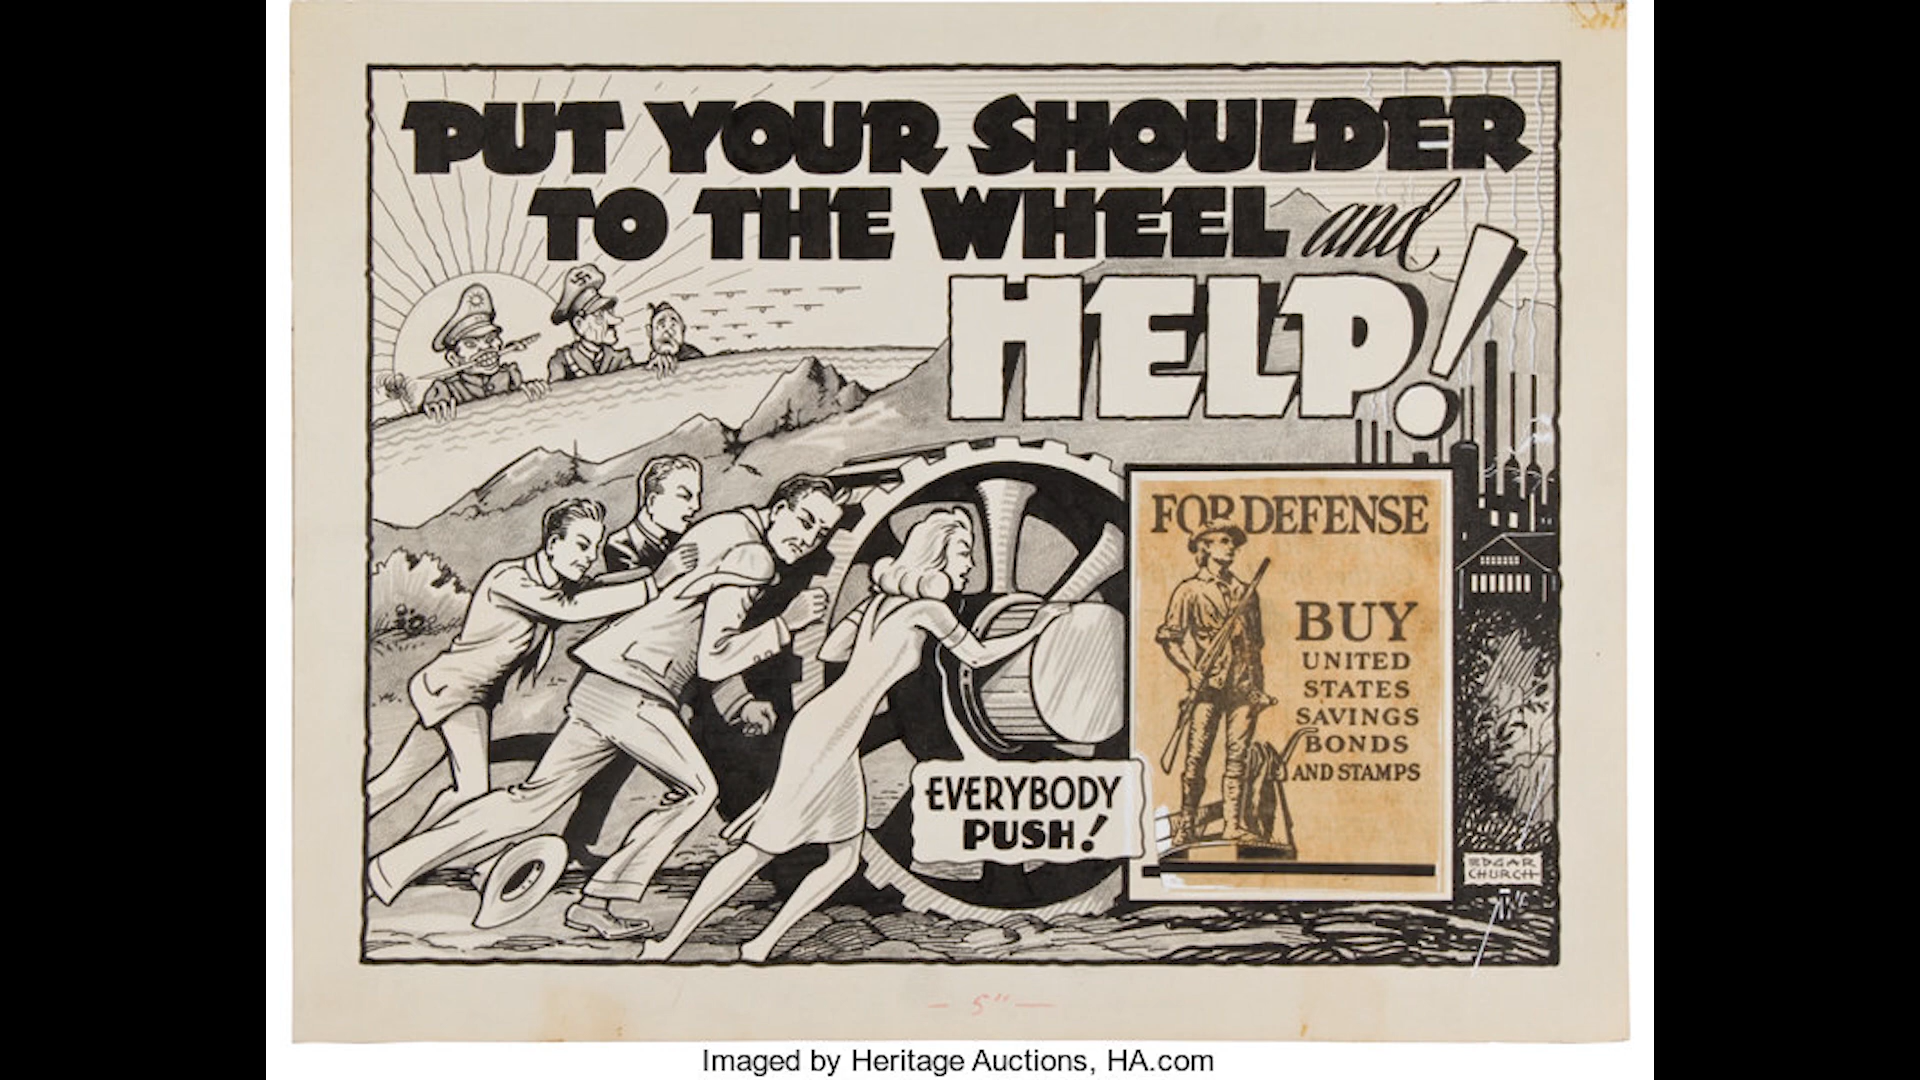 PUT YOUR SHOULDER
TO THE WHEEL and
HELP!
FOR DEFENSE
BUY
UNITED
STATES
SAVINGS
BONDS
AND STAMPS
EVERYBODY
PUSH!
EDGAR
CHURCH
— 5" —
Imaged by Heritage Auctions, HA.com